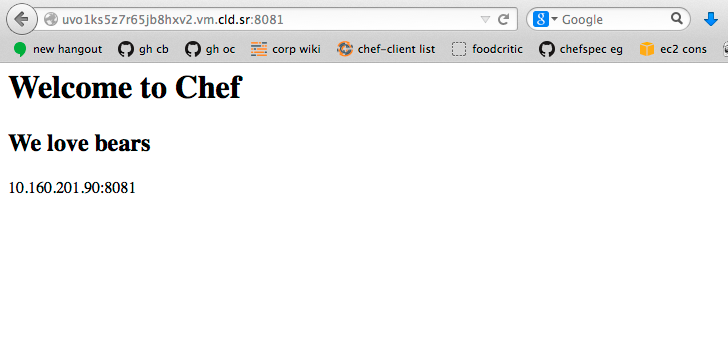 uvo1ks5z7r65jb8hxv2.vm.cld.sr:8081
Google
new hangout
gh cb
gh oc
corp wiki
chef-client list
foodcritic
chefspec eg
ec2 cons
Welcome to Chef
We love bears
10.160.201.90:8081